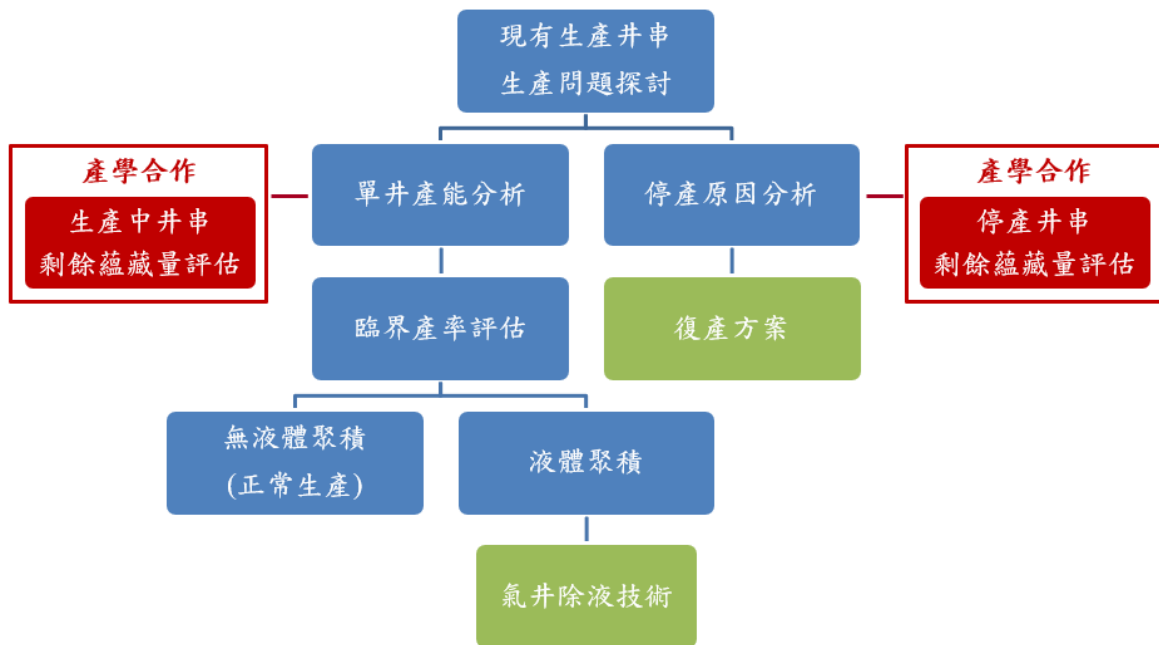 現有生產井串
生產問題探討
產學合作
生產中井串
剩餘蘊藏量評估
單井產能分析
停產原因分析
產學合作
停產井串
剩餘蘊藏量評估
臨界產率評估
復產方案
無液體聚積
(正常生產)
液體聚積
氣井除液技術